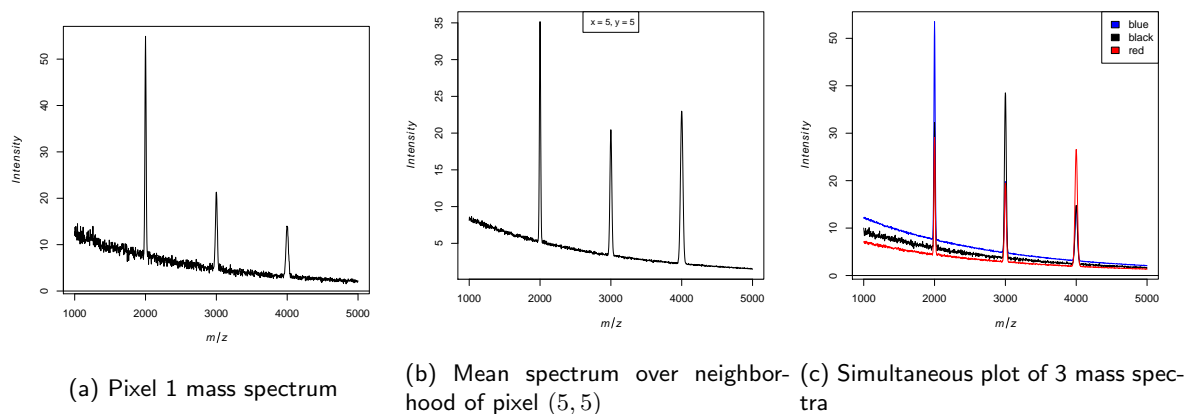 Intensity
60
50
40
30
20
10
0
1000 2000 3000 4000 5000
m/z
(a) Pixel 1 mass spectrum
x = 5, y = 5
Intensity
35
30
25
20
15
10
5
1000 2000 3000 4000 5000
m/z
(b) Mean spectrum over neighbor-
hood of pixel (5, 5)
blue
black
red
Intensity
50
40
30
20
10
0
1000 2000 3000 4000 5000
m/z
(c) Simultaneous plot of 3 mass spec-
tra